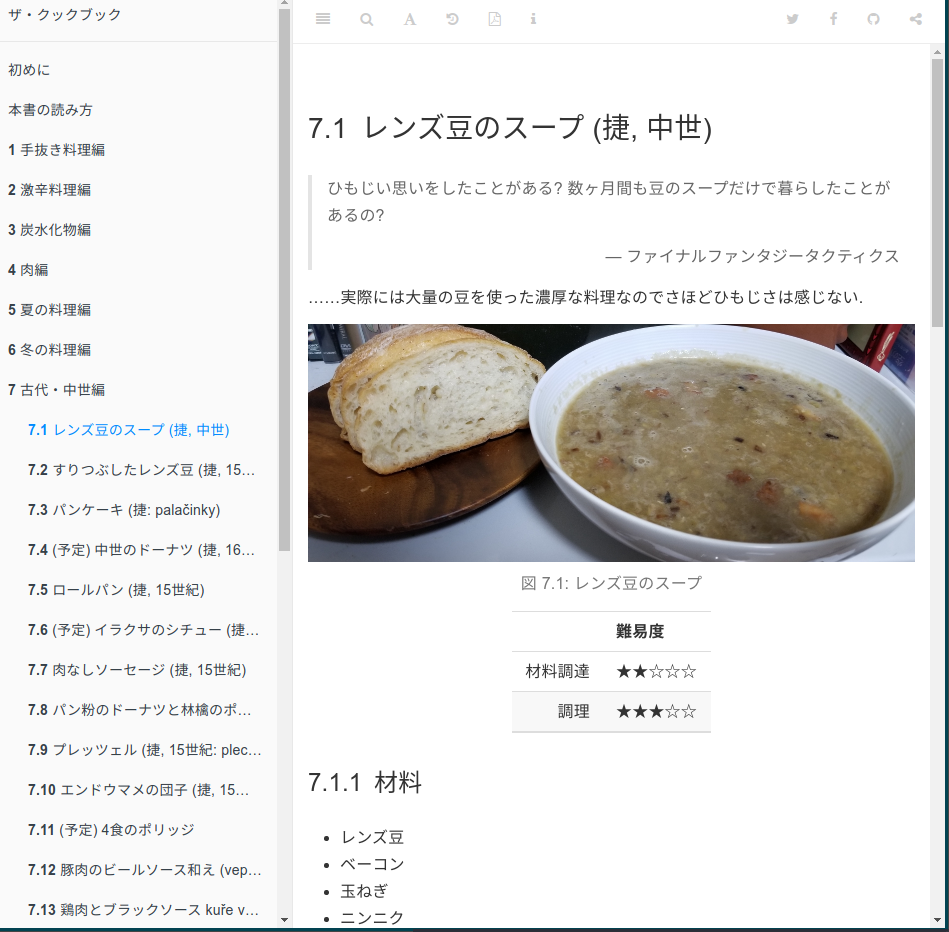 ザ・クックブック
初めに
本書の読み方
1 手抜き料理編
2 激辛料理編
3 炭水化物編
4 肉編
5 夏の料理編
6 冬の料理編
7 古代・中世編
7.1 レンズ豆のスープ (捷, 中世)
7.2 すりつぶしたレンズ豆 (捷, 15…
7.3 パンケーキ (捷: palačinky)
7.4 (予定) 中世のドーナツ (捷, 16…
7.5 ロールパン (捷, 15世紀)
7.6 (予定) イラクサのシチュー (捷…
7.7 肉なしソーセージ (捷, 15世紀)
7.8 パン粉のドーナツと林檎のポ…
7.9 プレッツェル (捷, 15世紀: plec…
7.10 エンドウマメの団子 (捷, 15…
7.11 (予定) 4食のポリッジ
7.12 豚肉のビールソース和え (vep…
7.13 鶏肉とブラックソース kuře v…
7.1 レンズ豆のスープ (捷, 中世)
ひもじい思いをしたことがある? 数ヶ月間も豆のスープだけで暮らしたことが
あるの?
— ファイナルファンタジータクティクス
……実際には大量の豆を使った濃厚な料理なのでさほどひもじさは感じない.
図 7.1: レンズ豆のスープ
難易度
材料調達 ★★☆☆☆
調理 ★★★☆☆
7.1.1 材料
• レンズ豆
• ベーコン
• 玉ねぎ
• ニンニク